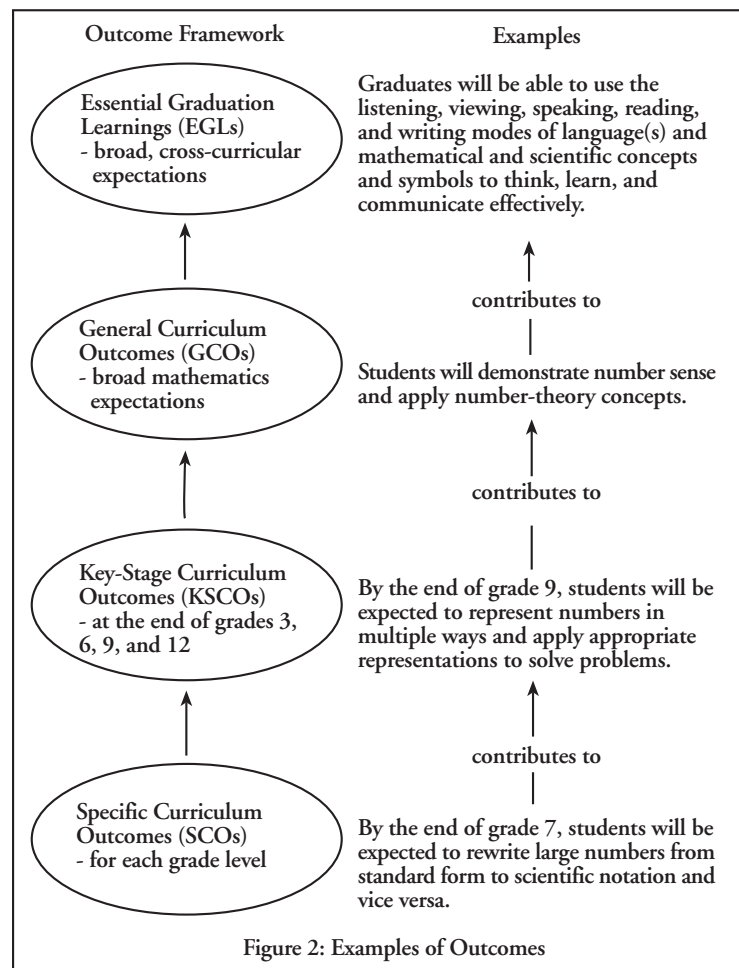 Outcome Framework
Examples
Essential Graduation
Learnings (EGLs)
- broad, cross-curricular
expectations
Graduates will be able to use the
listening, viewing, speaking, reading,
and writing modes of language(s) and
mathematical and scientific concepts
and symbols to think, learn, and
communicate effectively.
contributes to
General Curriculum
Outcomes (GCOs)
- broad mathematics
expectations
Students will demonstrate number sense
and apply number-theory concepts.
contributes to
Key-Stage Curriculum
Outcomes (KSCOs)
- at the end of grades 3,
6, 9, and 12
By the end of grade 9, students will be
expected to represent numbers in
multiple ways and apply appropriate
representations to solve problems.
contributes to
Specific Curriculum
Outcomes (SCOs)
- for each grade level
By the end of grade 7, students will be
expected to rewrite large numbers from
standard form to scientific notation and
vice versa.
Figure 2: Examples of Outcomes